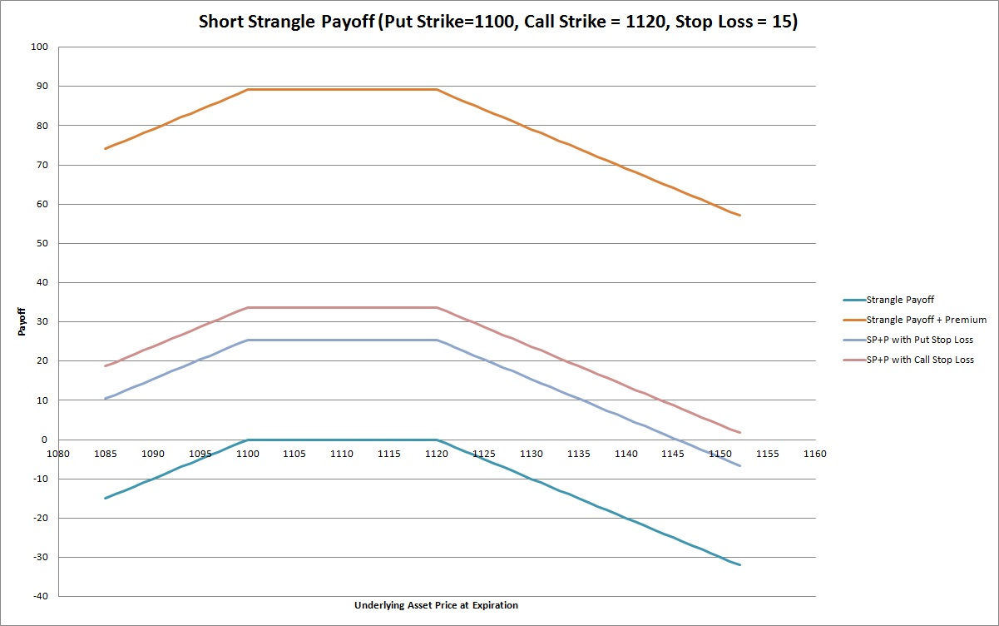 Short Strangle Payoff (Put Strike=1100, Call Strike = 1120, Stop Loss = 15)
100
90
80
70
60
50
40
30
20
10
0
-10
-20
-30
-40
Payoff
1080 1085 1090 1095 1100 1105 1110 1115 1120 1125 1130 1135 1140 1145 1150 1155 1160
Underlying Asset Price at Expiration
Strangle Payoff
Strangle Payoff + Premium
SP+P with Put Stop Loss
SP+P with Call Stop Loss